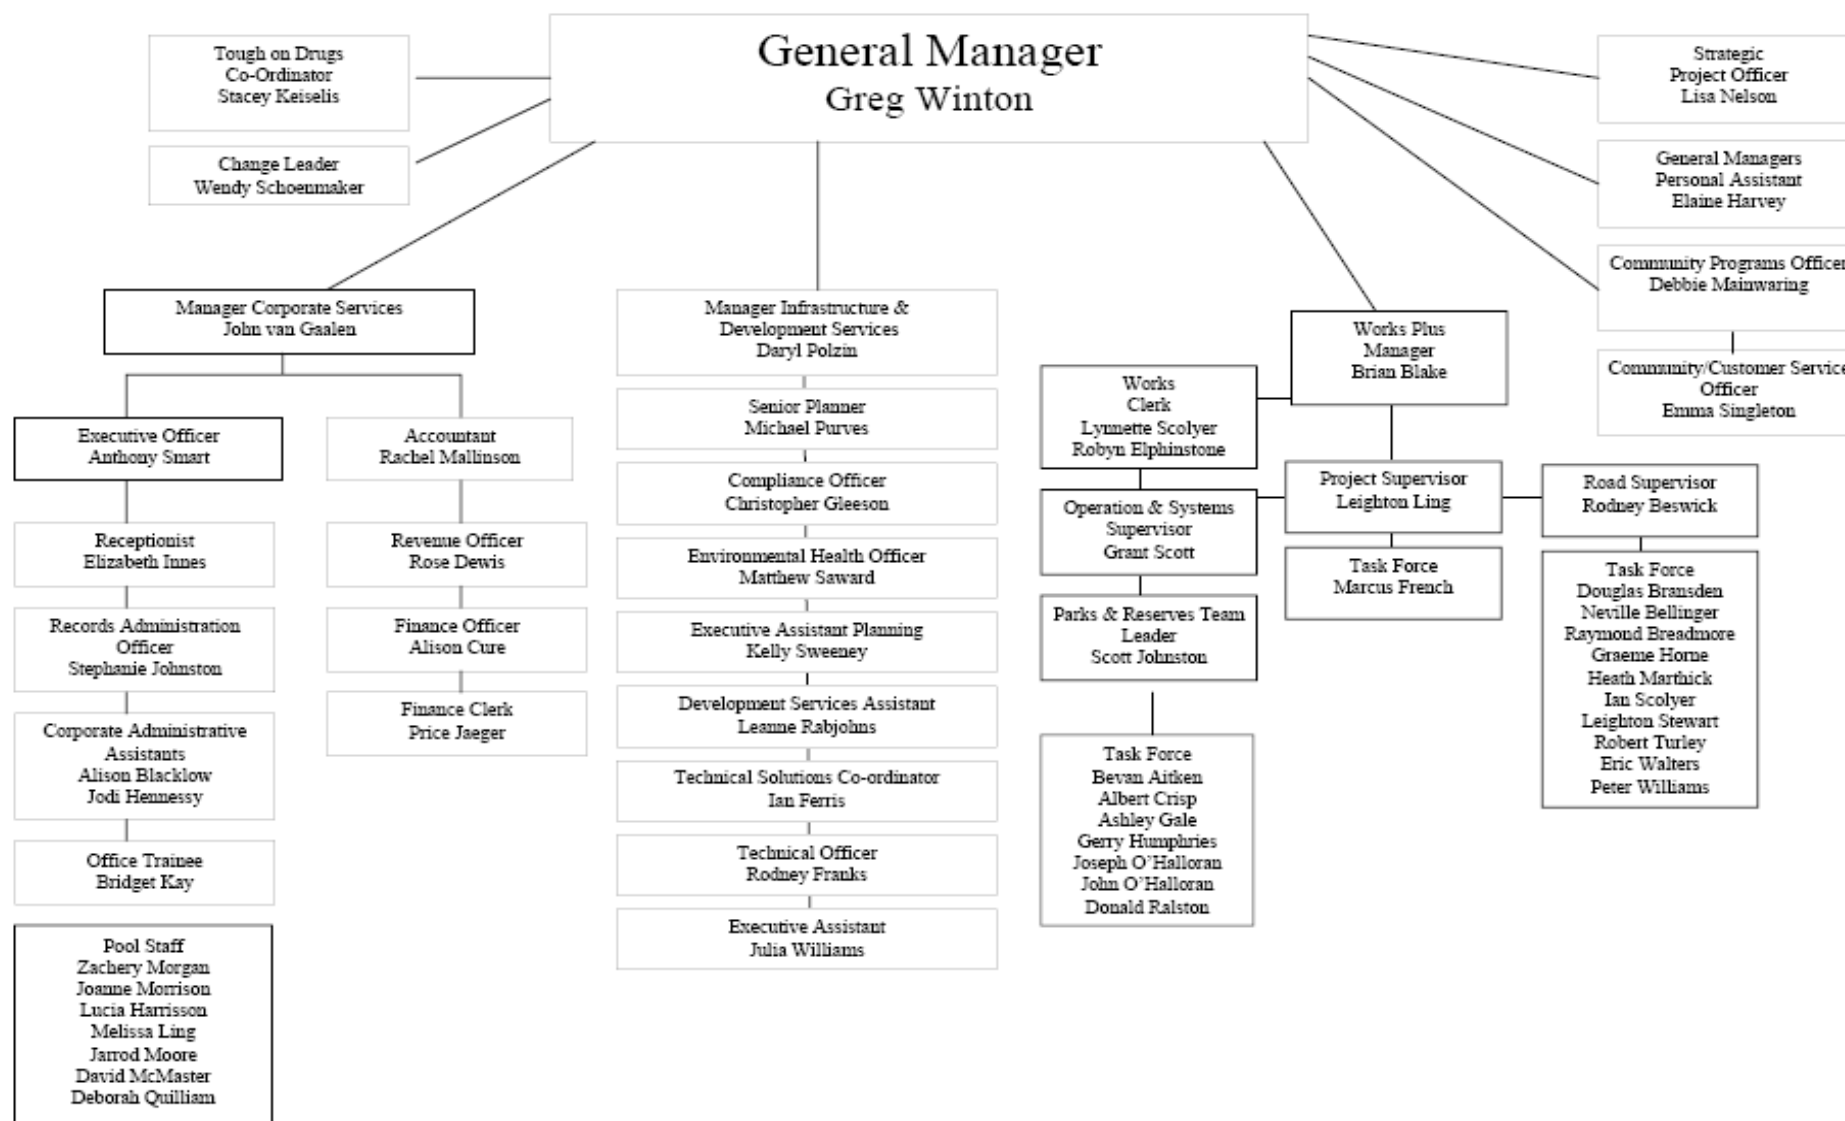 General Manager
Greg Winton
Tough on Drugs
Co-Ordinator
Stacey Keiselis
Change Leader
Wendy Schoenmaker
Strategic
Project Officer
Lisa Nelson
General Managers
Personal Assistant
Elaine Harvey
Community Programs Officer
Debbie Mainwaring
Community/Customer Service
Officer
Emma Singleton
Manager Corporate Services
John van Gaalen
Executive Officer
Anthony Smart
Receptionist
Elizabeth Innes
Records Administration
Officer
Stephanie Johnston
Corporate Administrative
Assistants
Alison Blacklow
Jodi Hennessy
Office Trainee
Bridget Kay
Pool Staff
Zachery Morgan
Joanne Morrison
Lucia Harrisson
Melissa Ling
Jarrod Moore
David McMaster
Deborah Quilliam
Accountant
Rachel Mallinson
Revenue Officer
Rose Dewis
Finance Officer
Alison Cure
Finance Clerk
Price Jaeger
Manager Infrastructure &
Development Services
Daryl Polzin
Senior Planner
Michael Purves
Compliance Officer
Christopher Gleeson
Environmental Health Officer
Matthew Saward
Executive Assistant Planning
Kelly Sweeney
Development Services Assistant
Leanne Rabjohns
Technical Solutions Co-ordinator
Ian Ferris
Technical Officer
Rodney Franks
Executive Assistant
Julia Williams
Works Plus
Manager
Brian Blake
Works
Clerk
Lynnette Scolyer
Robyn Elphinstone
Operation & Systems
Supervisor
Grant Scott
Parks & Reserves Team
Leader
Scott Johnston
Task Force
Bevan Aitken
Albert Crisp
Ashley Gale
Gerry Humphries
Joseph O'Halloran
John O'Halloran
Donald Ralston
Project Supervisor
Leighton Ling
Task Force
Marcus French
Road Supervisor
Rodney Beswick
Task Force
Douglas Bransden
Neville Bellinger
Raymond Breadmore
Graeme Horne
Heath Marthick
Ian Scolyer
Leighton Stewart
Robert Turley
Eric Walters
Peter Williams